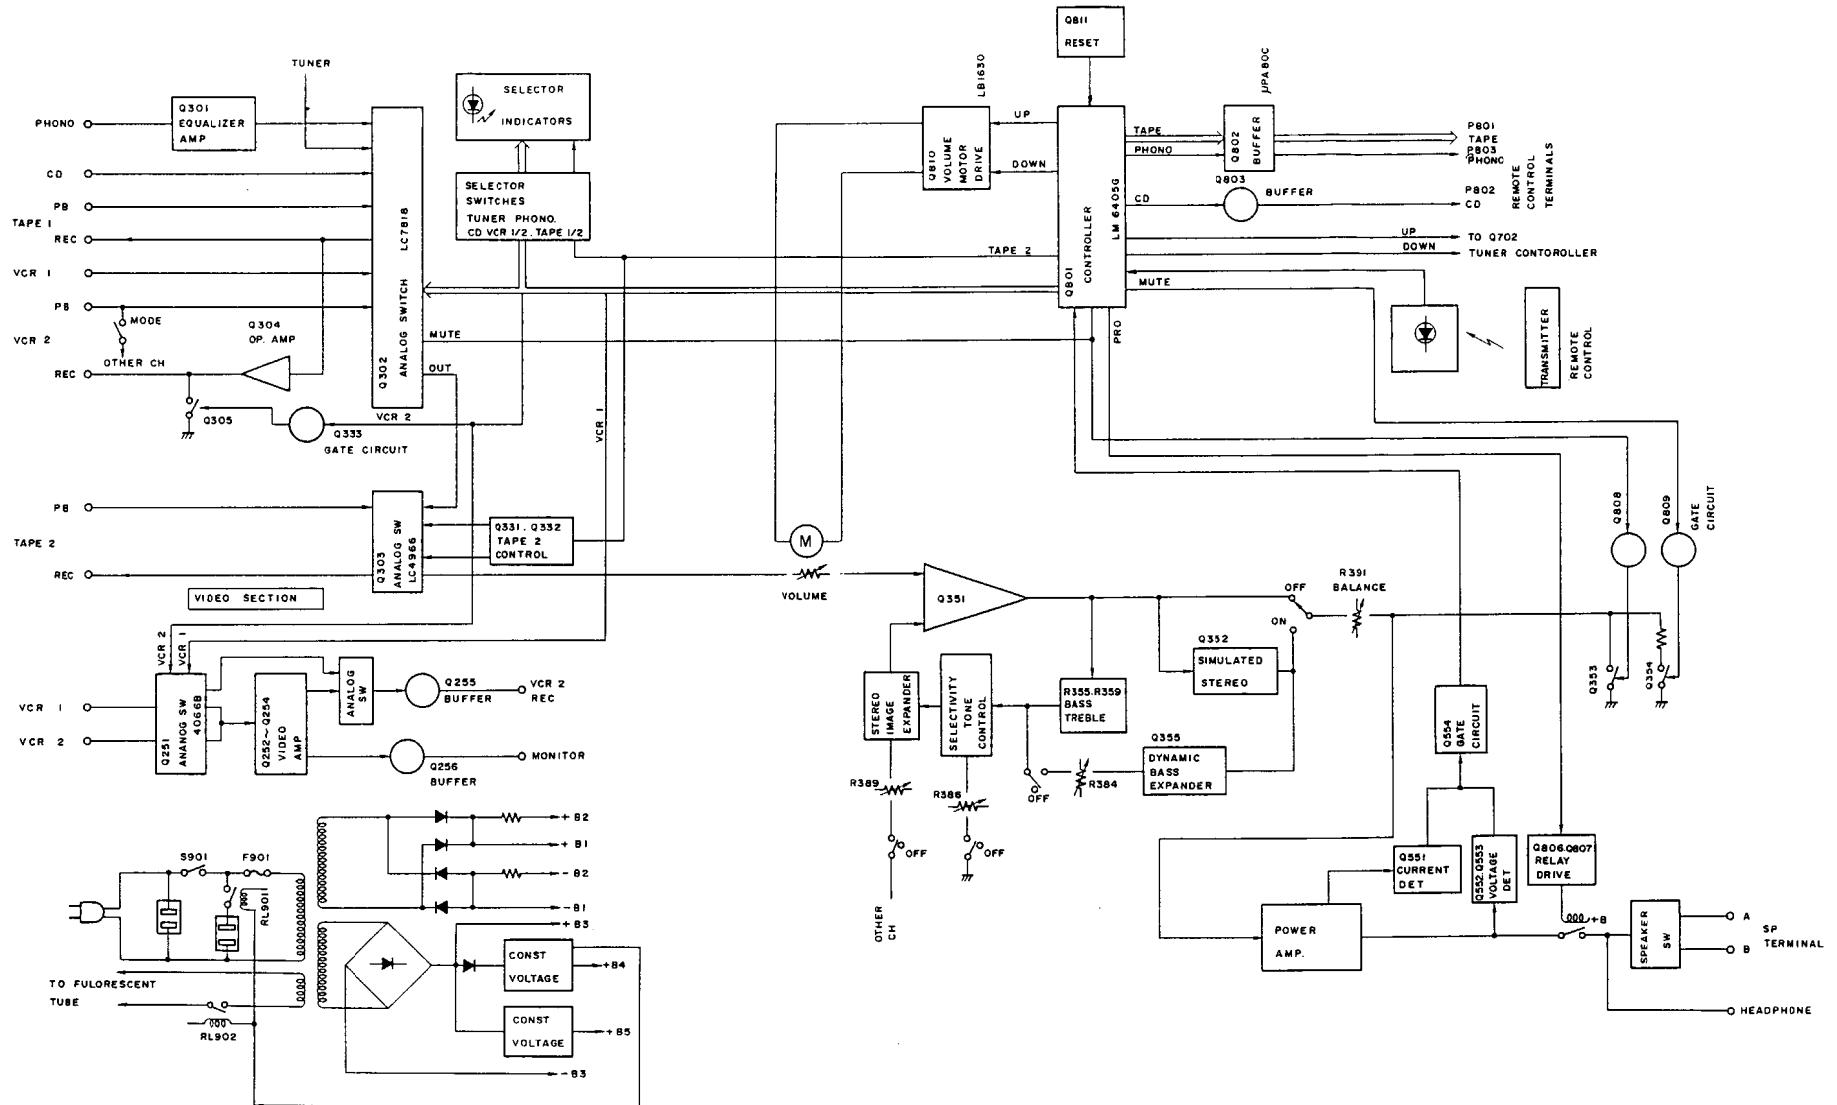 TUNER
PHONO
Q301
EQUALIZER
AMP
CD
PB
TAPE 1
REC
VCR 1
PB
MODE
VCR 2
OTHER CH
REC
Q304
OP. AMP
Q305
Q333
GATE CIRCUIT
Q302
ANALOG SWITCH LC7818
MUTE
OUT
VCR 2
VCR 1
SELECTOR
INDICATORS
SELECTOR
SWITCHES
TUNER PHONO.
CD VCR 1/2. TAPE 1/2
TAPE 2
PB
TAPE 2
REC
Q303
ANALOG SW
LC4966
Q331. Q332
TAPE 2
CONTROL
VIDEO SECTION
VCR 2
VCR 1
VCR 1
VCR 2
Q251
ANANOG SW
4066B
Q252~Q254
VIDEO
AMP
ANALOG
SW
Q255
BUFFER
VCR 2
REC
Q256
BUFFER
MONITOR
S901
F901
RL901
TO FULORESCENT
TUBE
RL902
+ B2
+ B1
- B2
- B1
+ B3
CONST
VOLTAGE
+B4
CONST
VOLTAGE
+B5
- B3
Q811
RESET
LB1630
Q810
VOLUME
MOTOR
DRIVE
UP
DOWN
Q801
CONTROLLER
LM 6405G
TAPE
PHONO
CD
Q802
BUFFER
µPA80C
Q803
BUFFER
P801
TAPE
P803
PHONO
P802
CD
REMOTE
CONTROL
TERMINALS
UP
TO Q702
DOWN
TUNER CONTOROLLER
MUTE
PRO
TRANSMITTER
REMOTE
CONTROL
Q808
Q809
GATE
CIRCUIT
M
VOLUME
Q351
OFF
ON
R391
BALANCE
Q352
SIMULATED
STEREO
STEREO
IMAGE
EXPANDER
SELECTIVITY
TONE
CONTROL
R355.R359
BASS
TREBLE
Q355
DYNAMIC
BASS
EXPANDER
R384
OFF
R389
OFF
R386
OFF
OTHER
CH
Q353
Q354
Q554
GATE
CIRCUIT
Q551
CURRENT
DET
Q552.Q553
VOLTAGE
DET
Q806.Q807
RELAY
DRIVE
+B
POWER
AMP.
SPEAKER
SW
A
SP
TERMINAL
B
HEADPHONE